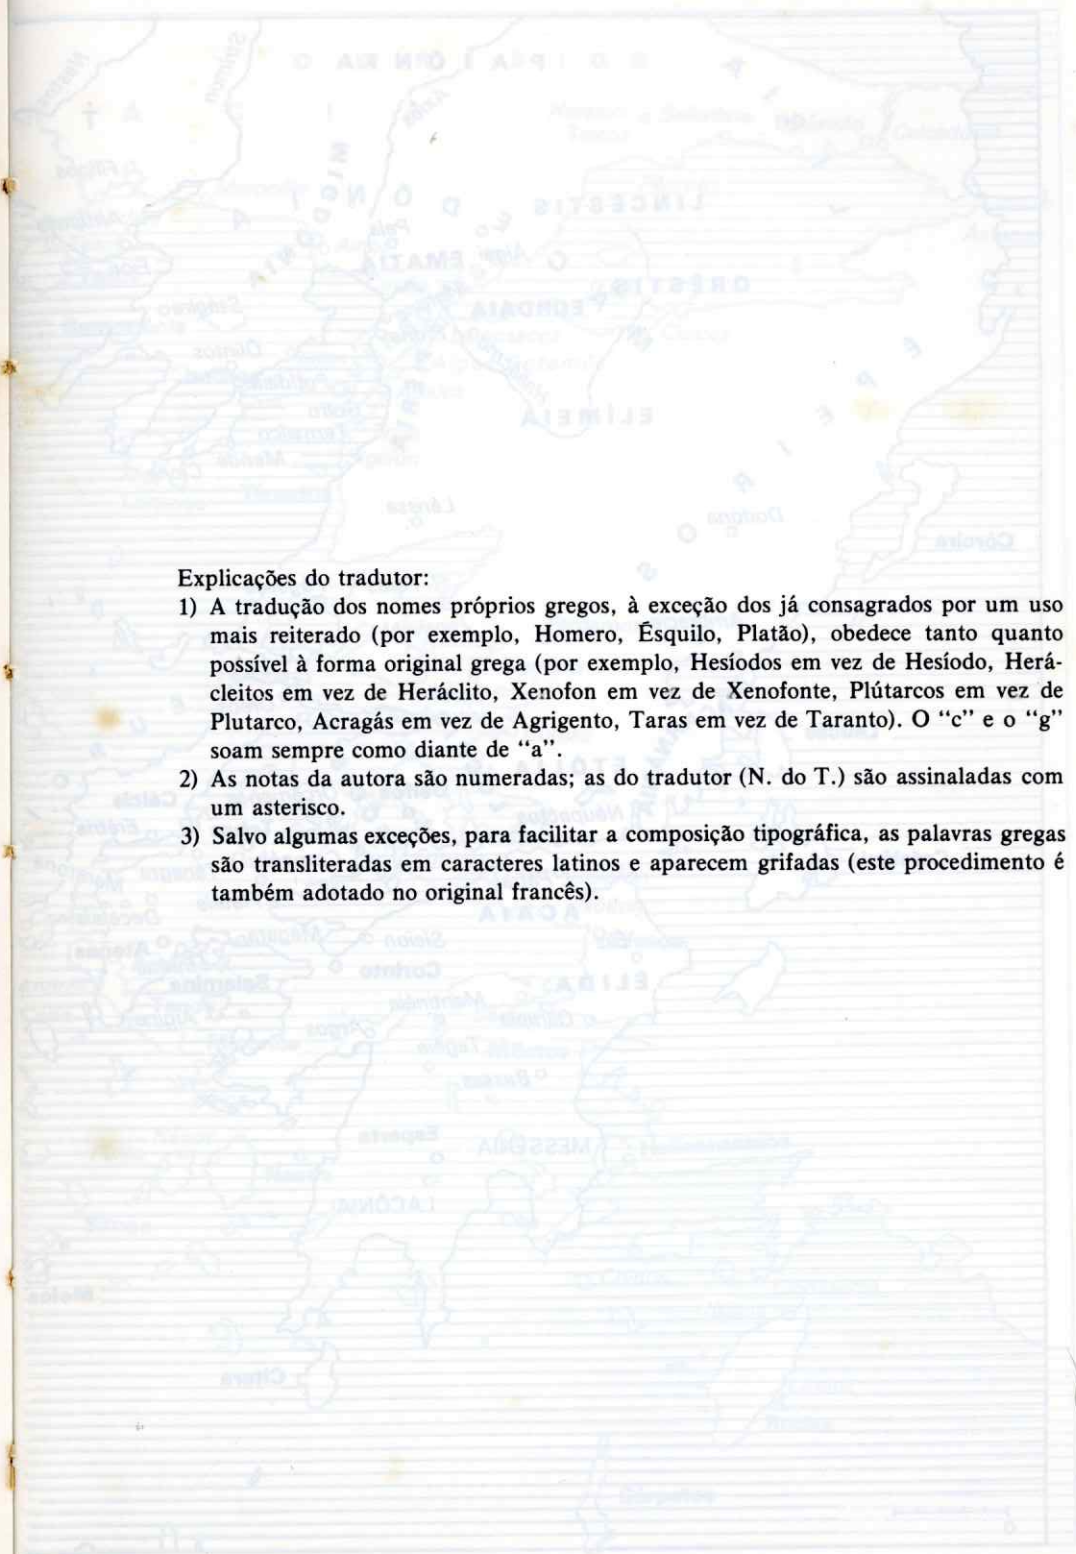 Explicações do tradutor:
1) A tradução dos nomes próprios gregos, à exceção dos já consagrados por um uso
mais reiterado (por exemplo, Homero, Ésquilo, Platão), obedece tanto quanto
possível à forma original grega (por exemplo, Hesíodos em vez de Hesíodo, Herá-
cleitos em vez de Heráclito, Xenofon em vez de Xenofonte, Plútarcos em vez de
Plutarco, Acragás em vez de Agrigento, Taras em vez de Taranto). O “c” e o “g”
soam sempre como diante de “a”.
2) As notas da autora são numeradas; as do tradutor (N. do T.) são assinaladas com
um asterisco.
3) Salvo algumas exceções, para facilitar a composição tipográfica, as palavras gregas
são transliteradas em caracteres latinos e aparecem grifadas (este procedimento é
também adotado no original francês).